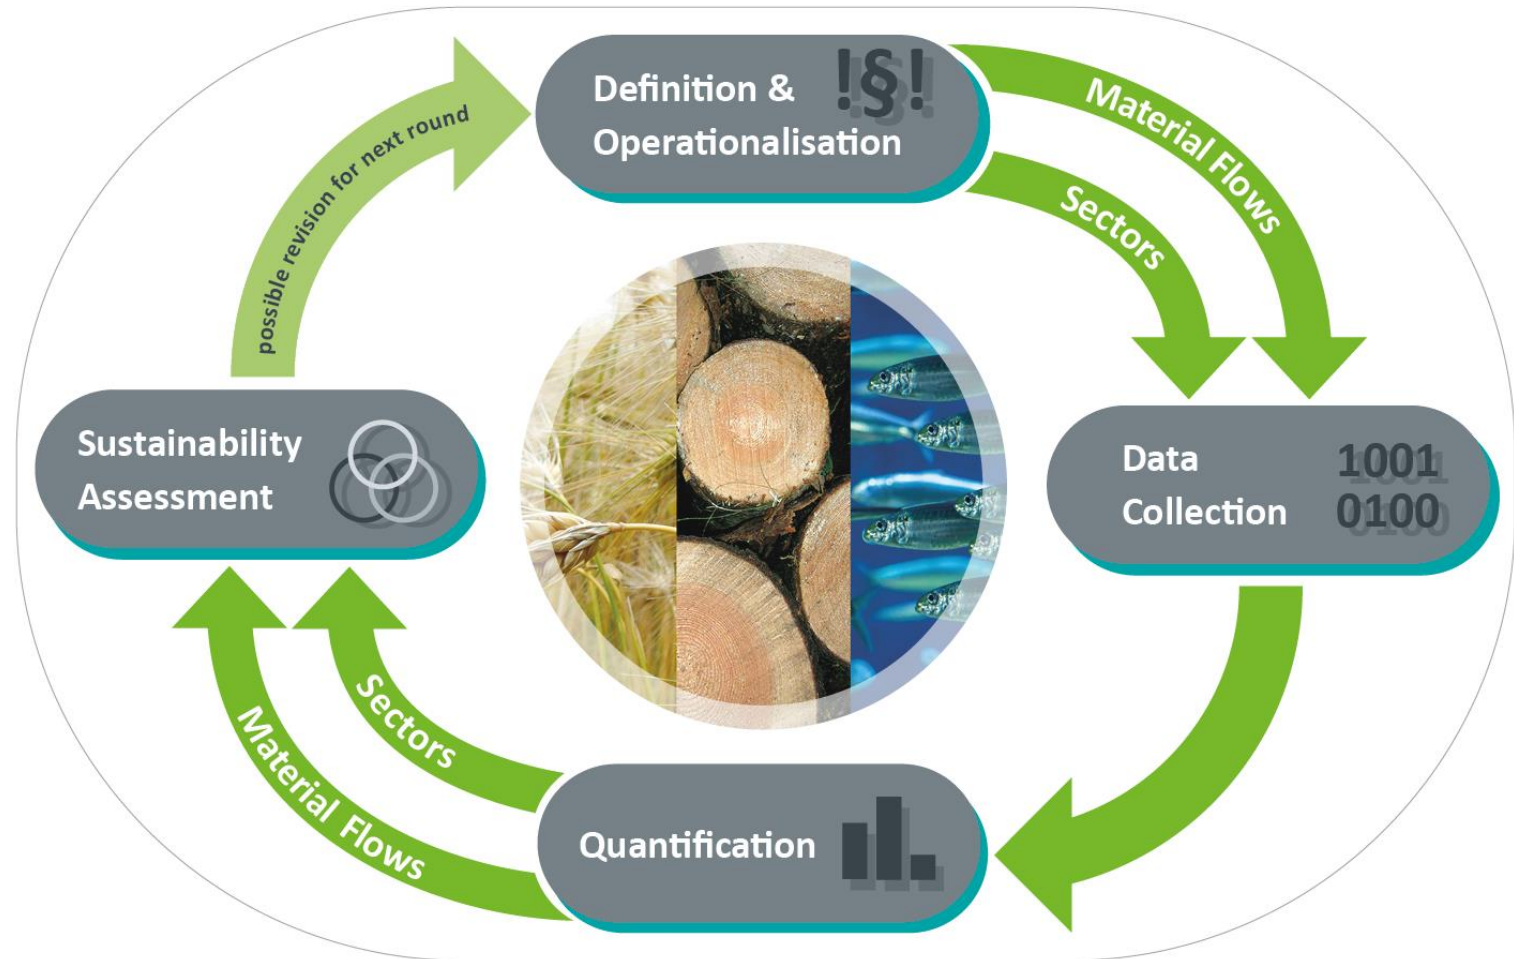 Definition &
Operationalisation
!§!
Material Flows
Sectors
possible revision for next round
Sustainability
Assessment
Data
Collection
1001
0100
Sectors
Material Flows
Quantification